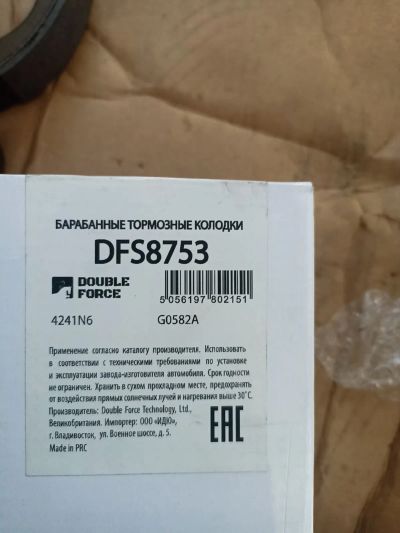 БАРАБАННЫЕ ТОРМОЗНЫЕ КОЛОДКИ
DFS8753
DOUBLE
FORCE
5 056197 802151
4241N6 G0582A
Применение согласно каталогу производителя. Использовать
в соответствии с техническими требованиями по установке
и эксплуатации завода-изготовителя автомобиля. Срок годности
не ограничен. Хранить в сухом прохладном месте, предохранять
от воздействия прямых солнечных лучей и нагревания выше 30°С.
Производитель: Double Force Technology, Ltd.,
Великобритания. Импортер: ООО «ИДЮ»,
г. Владивосток, ул. Военное шоссе, д. 5.
Made in PRC
EAC